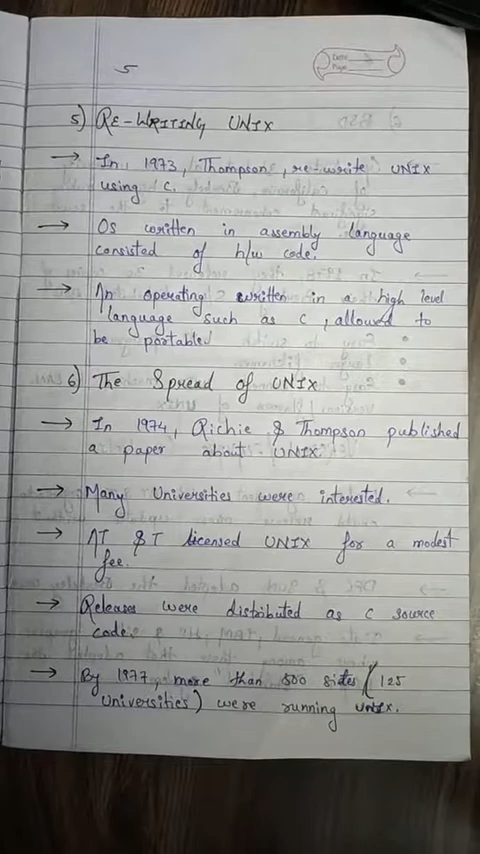 5
Date
Page
5) RE-WRITING UNIX
→ In 1973, Thompson, re-write UNIX
using C.
→ OS written in assembly language
consisted of h/w code.
→ An operating written in a high level
language such as C, allowed to
be portable.
6) The Spread of UNIX
→ In 1974, Richie & Thompson published
a paper about UNIX.
→ Many Universities were interested.
→ AT &T licensed UNIX for a modest
fee.
→ Releases were distributed as C source
code.
→ By 1977, more than 500 sites (125
Universities) were running UNIX.